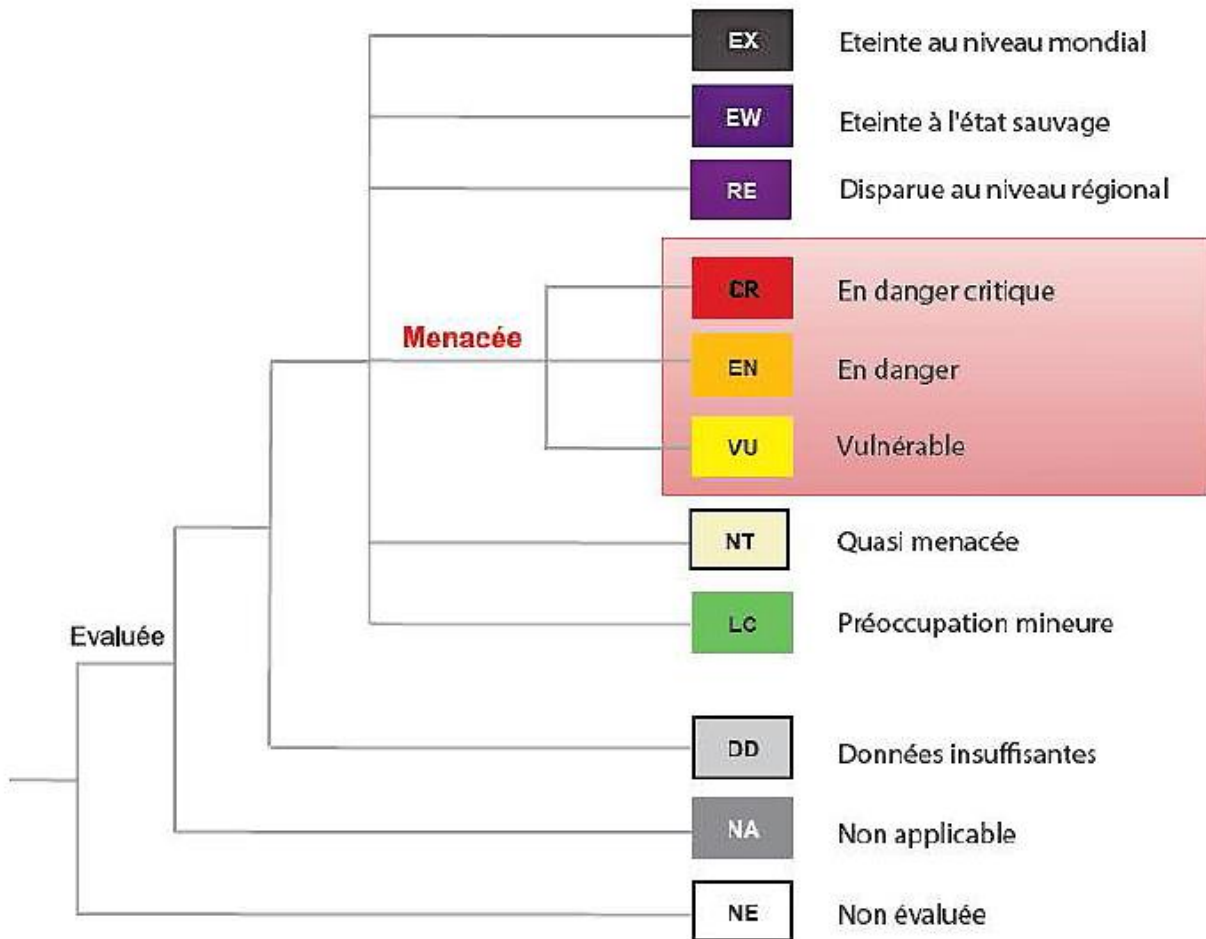 EX Eteinte au niveau mondial
EW Eteinte à l'état sauvage
RE Disparue au niveau régional
CR En danger critique
Menacée
EN En danger
VU Vulnérable
NT Quasi menacée
LC Préoccupation mineure
Evaluée
DD Données insuffisantes
NA Non applicable
NE Non évaluée